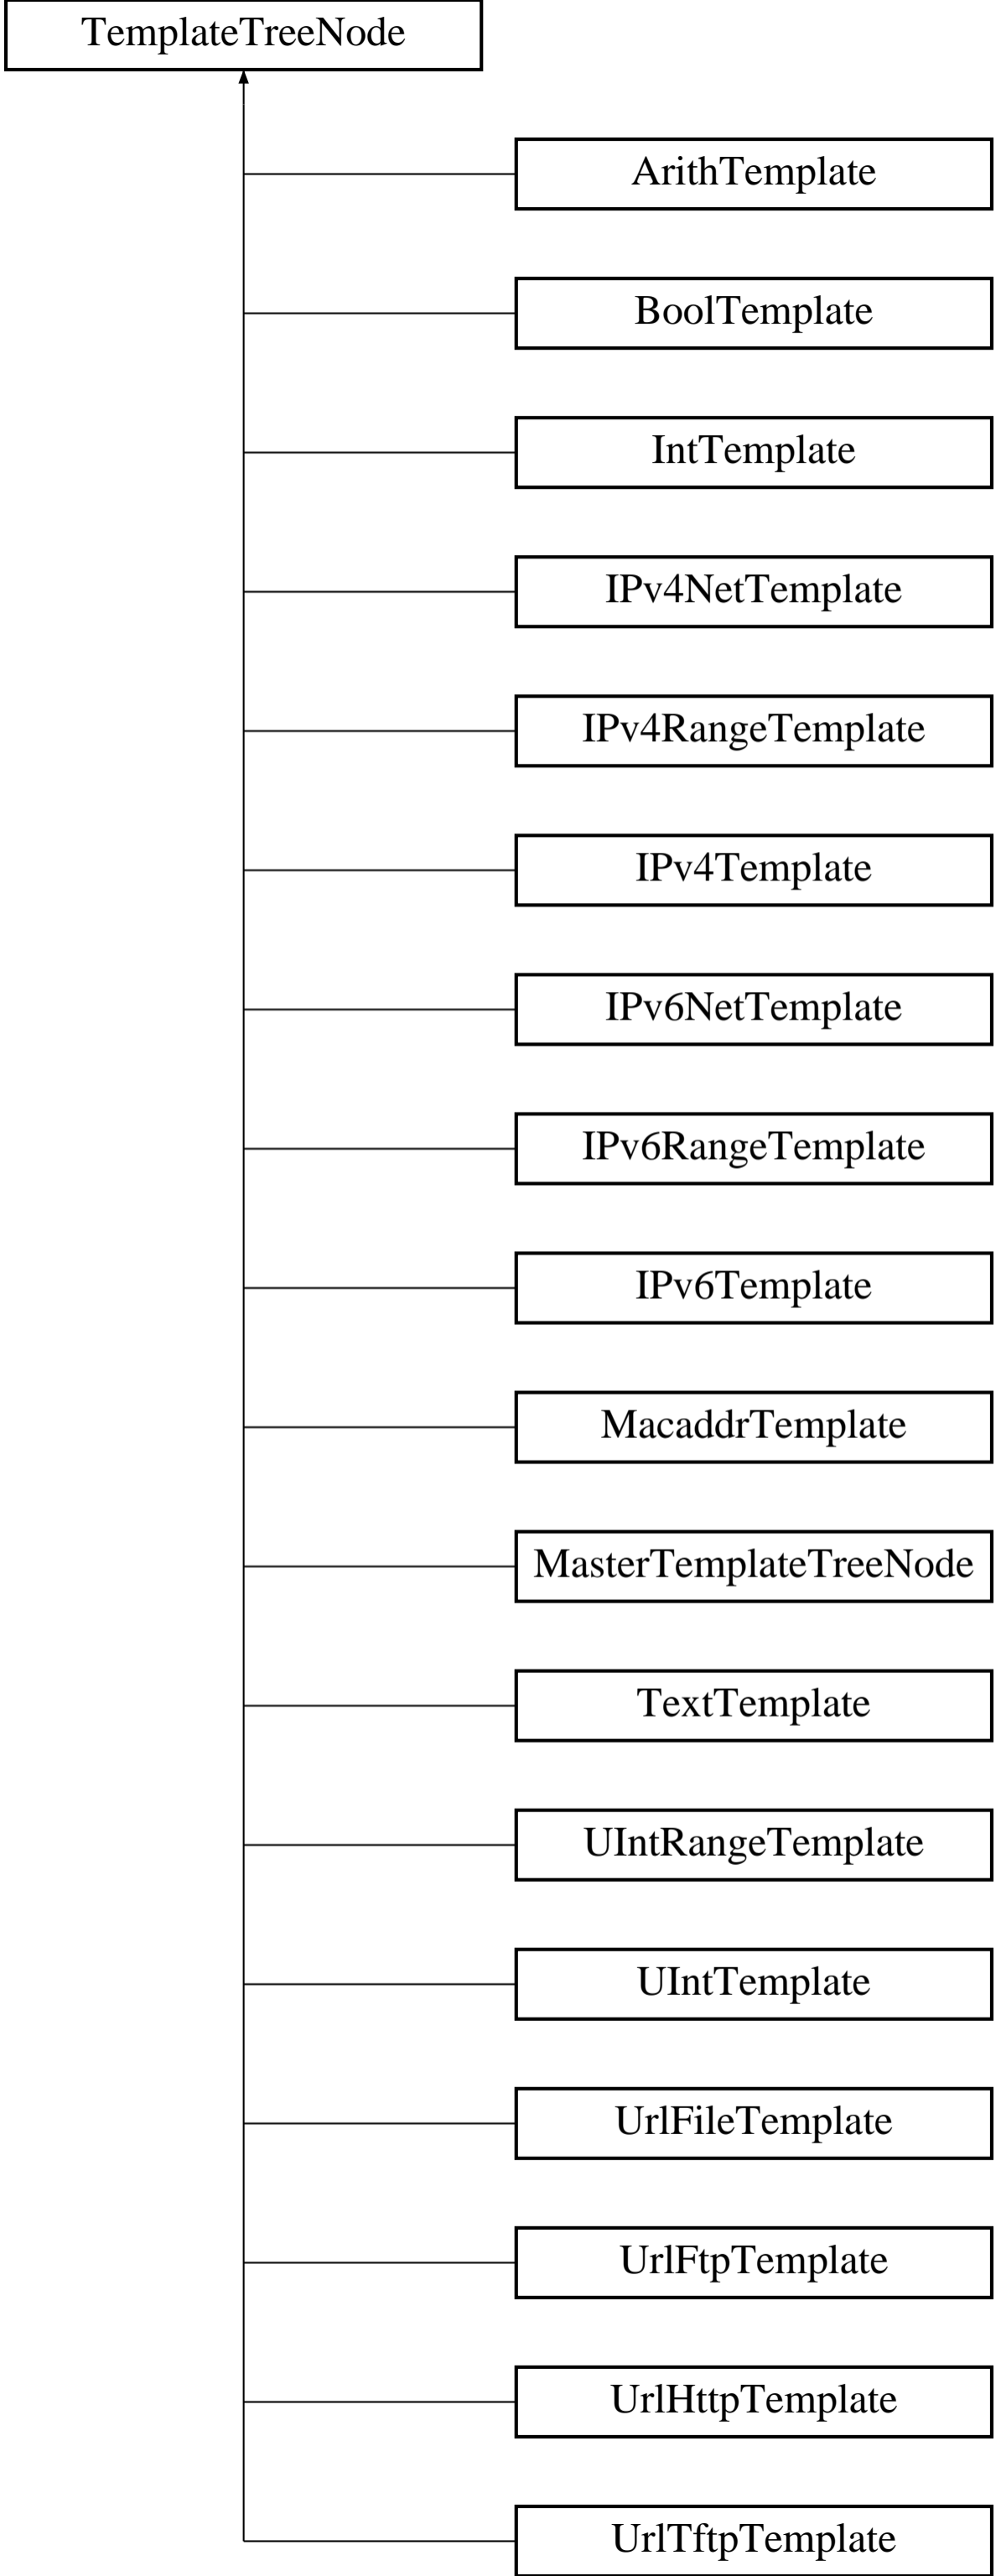 TemplateTreeNode
ArithTemplate
BoolTemplate
IntTemplate
IPv4NetTemplate
IPv4RangeTemplate
IPv4Template
IPv6NetTemplate
IPv6RangeTemplate
IPv6Template
MacaddrTemplate
MasterTemplateTreeNode
TextTemplate
UIntRangeTemplate
UIntTemplate
UrlFileTemplate
UrlFtpTemplate
UrlHttpTemplate
UrlTftpTemplate